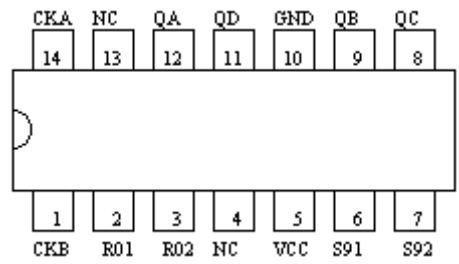 CKA NC QA QD GND QB QC
14 13 12 11 10 9 8
1 2 3 4 5 6 7
CKB R01 R02 NC VCC S91 S92